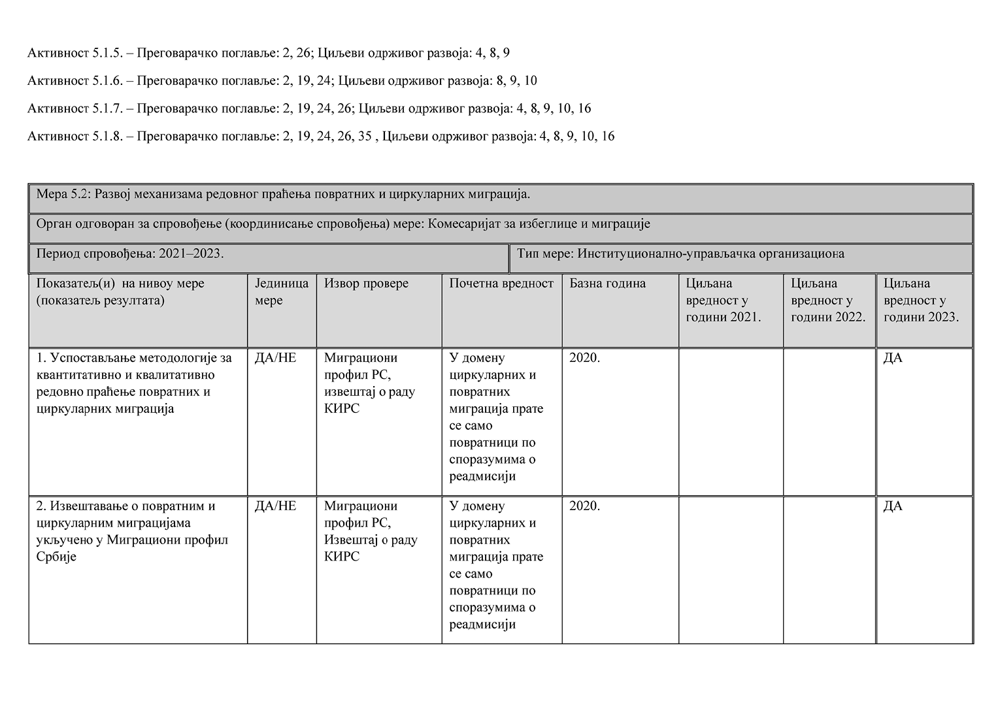 Активност 5.1.5. – Преговарачко поглавље: 2, 26; Циљеви одрживог развоја: 4, 8, 9
Активност 5.1.6. – Преговарачко поглавље: 2, 19, 24; Циљеви одрживог развоја: 8, 9, 10
Активност 5.1.7. – Преговарачко поглавље: 2, 19, 24, 26; Циљеви одрживог развоја: 4, 8, 9, 10, 16
Активност 5.1.8. – Преговарачко поглавље: 2, 19, 24, 26, 35 , Циљеви одрживог развоја: 4, 8, 9, 10, 16
Мера 5.2: Развој механизама редовног праћења повратних и циркуларних миграција.
Орган одговоран за спровођење (координисање спровођења) мере: Комесаријат за избеглице и миграције
Период спровођења: 2021–2023.
Тип мере: Институционално-управљачка организациона
Показатељ(и) на нивоу мере
(показатељ резултата)
Јединица
мере
Извор провере
Почетна вредност
Базна година
Циљана
вредност у
години 2021.
Циљана
вредност у
години 2022.
Циљана
вредност у
години 2023.
1. Успостављање методологије за
квантитативно и квалитативно
редовно праћење повратних и
циркуларних миграција
ДА/НЕ
Миграциони
профил РС,
извештај о раду
КИРС
У домену
циркуларних и
повратних
миграција прате
се само
повратници по
споразумима о
реадмисији
2020.
ДА
2. Извештавање о повратним и
циркуларним миграцијама
укључено у Миграциони профил
Србије
ДА/НЕ
Миграциони
профил РС,
Извештај о раду
КИРС
У домену
циркуларних и
повратних
миграција прате
се само
повратници по
споразумима о
реадмисији
2020.
ДА